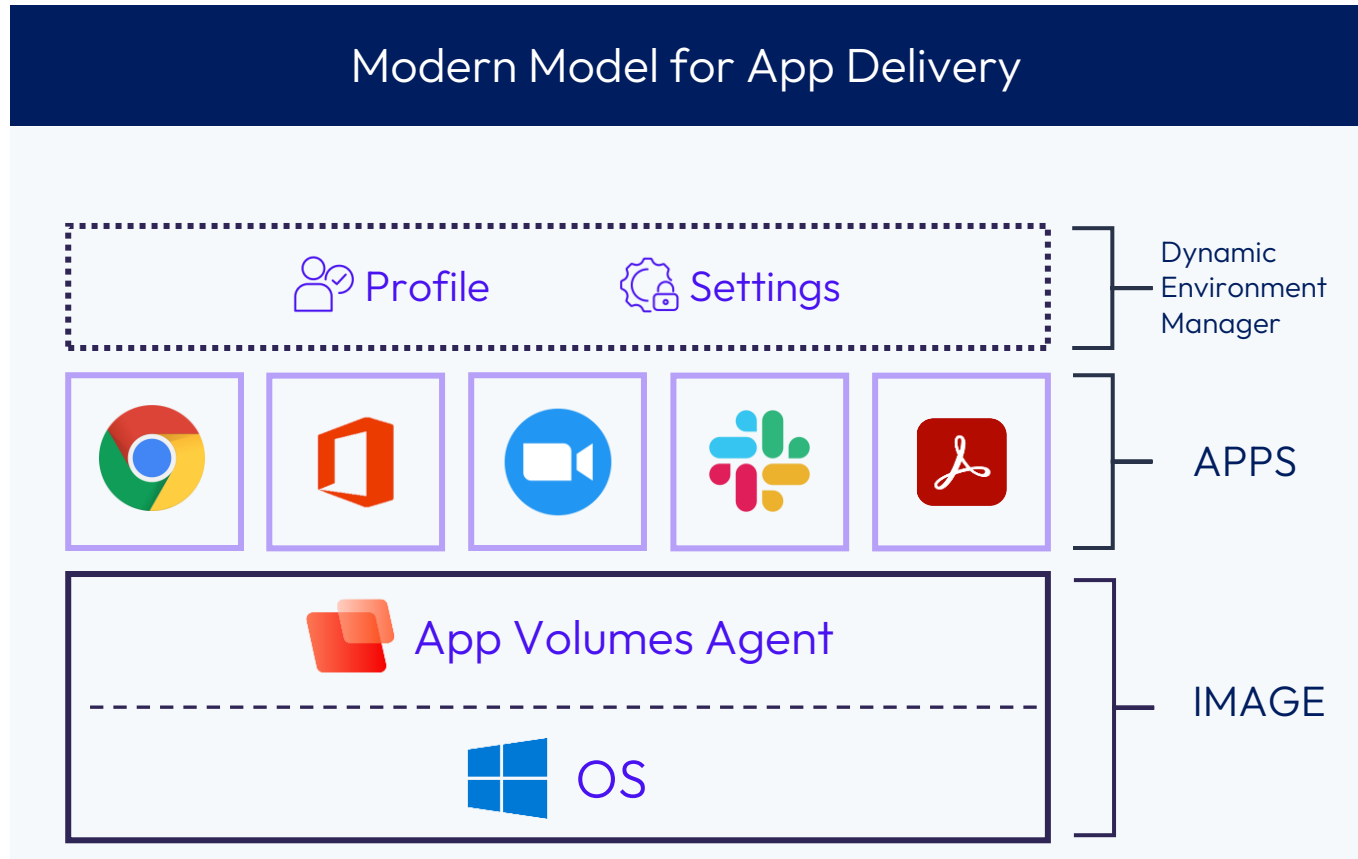 Modern Model for App Delivery
Profile
Settings
Dynamic
Environment
Manager
APPS
App Volumes Agent
OS
IMAGE